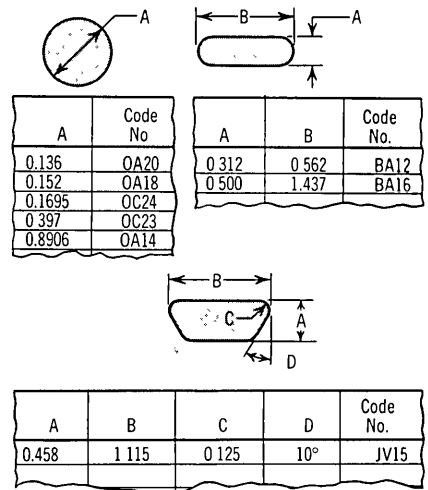 A
B
A
A Code No
0.136 OA20
0.152 OA18
0.1695 OC24
0 397 OC23
0.8906 OA14
A B Code No.
0 312 0 562 BA12
0 500 1.437 BA16
B
C
A
D
A B C D Code No.
0.458 1 115 0 125 10° JV15